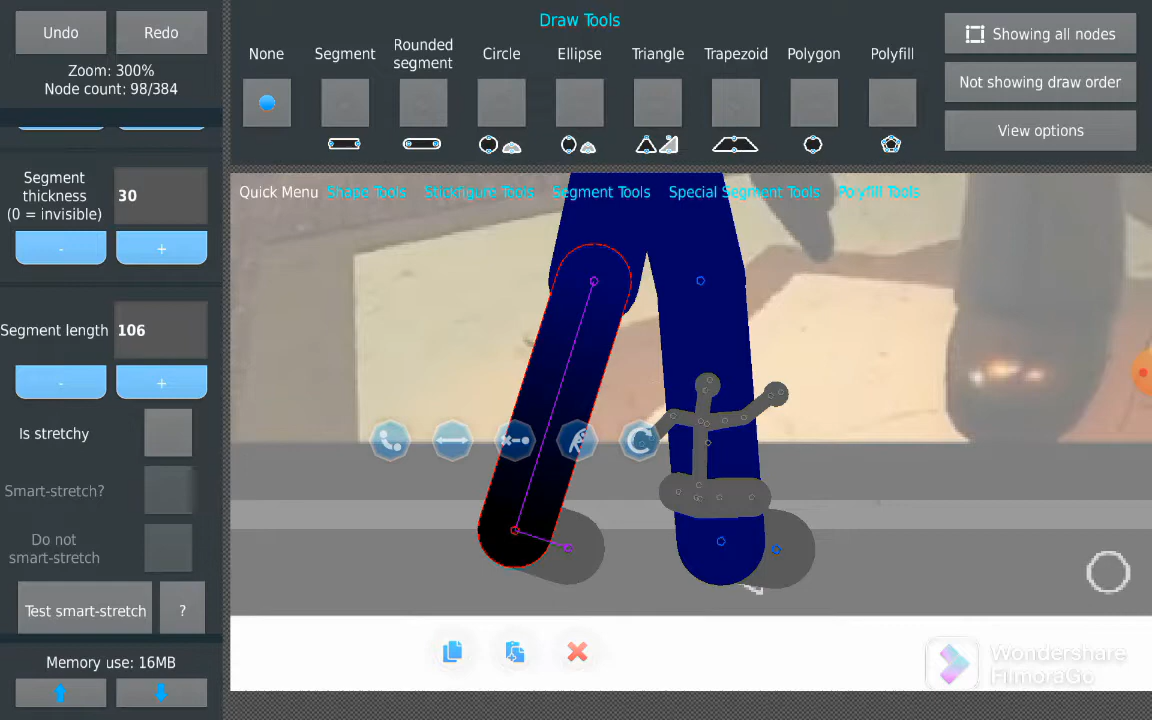 Undo
Redo
Zoom: 300%
Node count: 98/384
Segment
thickness
(0 = invisible)
30
-
+
Segment length
106
-
+
Is stretchy
Smart-stretch?
Do not
smart-stretch
Test smart-stretch
?
Memory use: 16MB
Draw Tools
None
Segment
Rounded
segment
Circle
Ellipse
Triangle
Trapezoid
Polygon
Polyfill
Showing all nodes
Not showing draw order
View options
Quick Menu
Shape Tools
Stickfigure Tools
Segment Tools
Special Segment Tools
Polyfill Tools
Wondershare
FilmoraGo